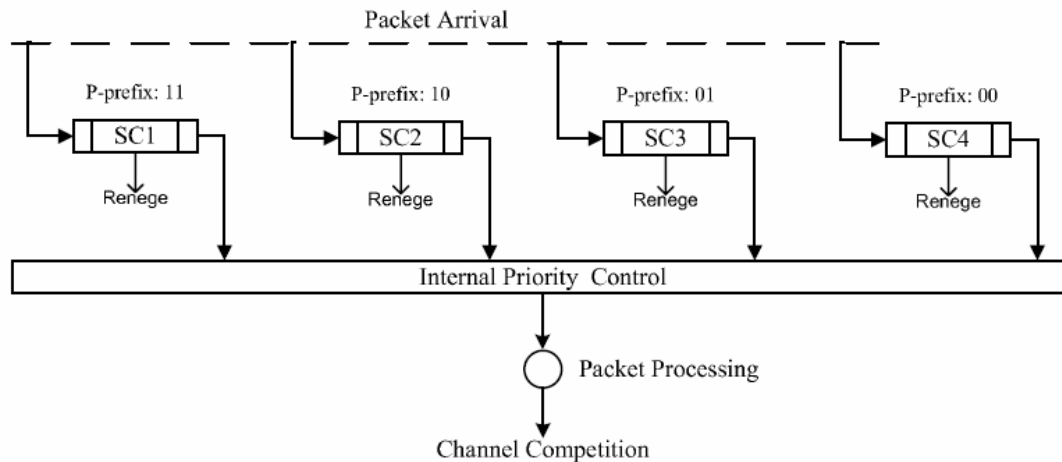 Packet Arrival
P-prefix: 11
P-prefix: 10
P-prefix: 01
P-prefix: 00
SC1
SC2
SC3
SC4
Renege
Renege
Renege
Renege
Internal Priority Control
Packet Processing
Channel Competition